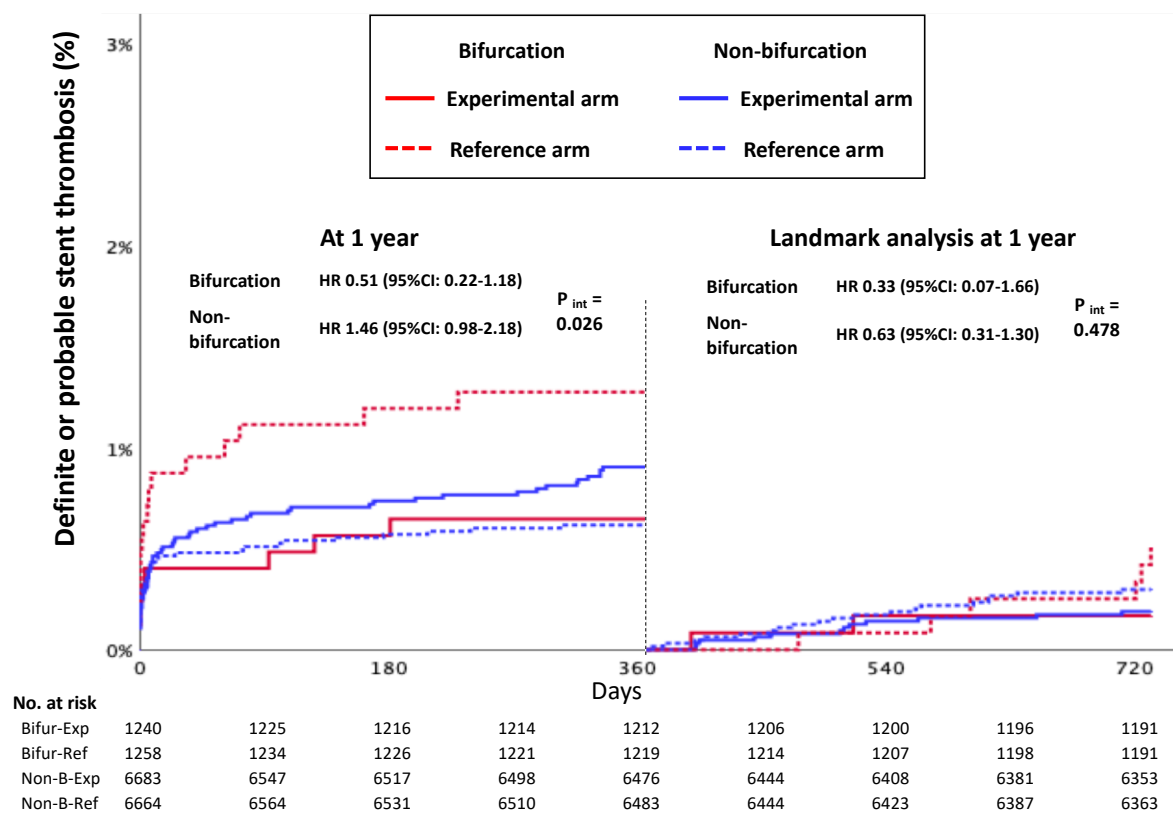 Definite or probable stent thrombosis (%)
3%
2%
1%
0%
Bifurcation Non-bifurcation
Experimental arm Experimental arm
Reference arm Reference arm
At 1 year
Bifurcation HR 0.51 (95%CI: 0.22-1.18)
Non-
bifurcation HR 1.46 (95%CI: 0.98-2.18)
P int =
0.026
Landmark analysis at 1 year
Bifurcation HR 0.33 (95%CI: 0.07-1.66)
Non-
bifurcation HR 0.63 (95%CI: 0.31-1.30)
P int =
0.478
0 180 360 540 720
Days
No. at risk
Bifur-Exp 1240 1225 1216 1214 1212 1206 1200 1196 1191
Bifur-Ref 1258 1234 1226 1221 1219 1214 1207 1198 1191
Non-B-Exp 6683 6547 6517 6498 6476 6444 6408 6381 6353
Non-B-Ref 6664 6564 6531 6510 6483 6444 6423 6387 6363